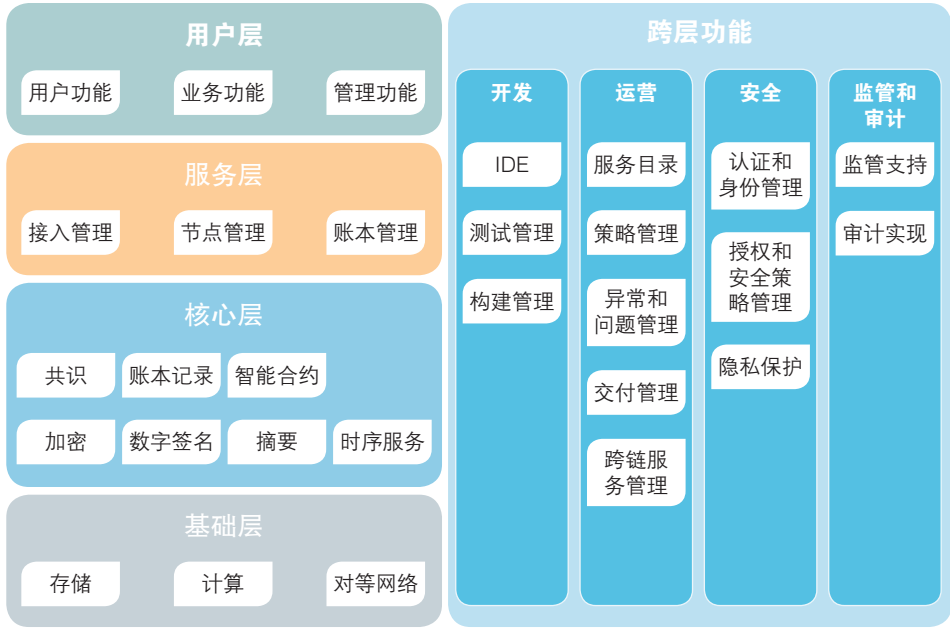 用户层
用户功能
业务功能
管理功能
服务层
接入管理
节点管理
账本管理
核心层
共识
账本记录
智能合约
加密
数字签名
摘要
时序服务
基础层
存储
计算
对等网络
跨层功能
开发
IDE
测试管理
构建管理
运营
服务目录
策略管理
异常和
问题管理
交付管理
跨链服
务管理
安全
认证和
身份管理
授权和
安全策
略管理
隐私保护
监管和
审计
监管支持
审计实现